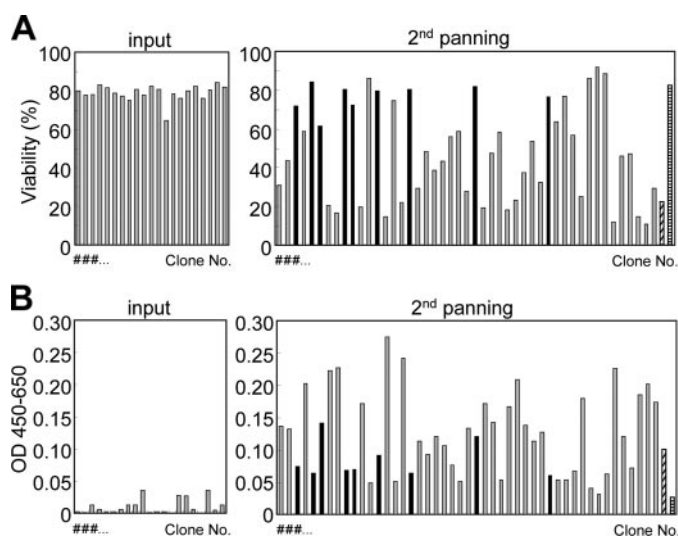 A
input
2nd panning
Viability (%)
100
80
60
40
20
0
100
80
60
40
20
0
###...
Clone No.
###...
Clone No.
B
input
2nd panning
OD 450-650
0.30
0.25
0.20
0.15
0.10
0.05
0
0.30
0.25
0.20
0.15
0.10
0.05
0
###...
Clone No.
###...
Clone No.